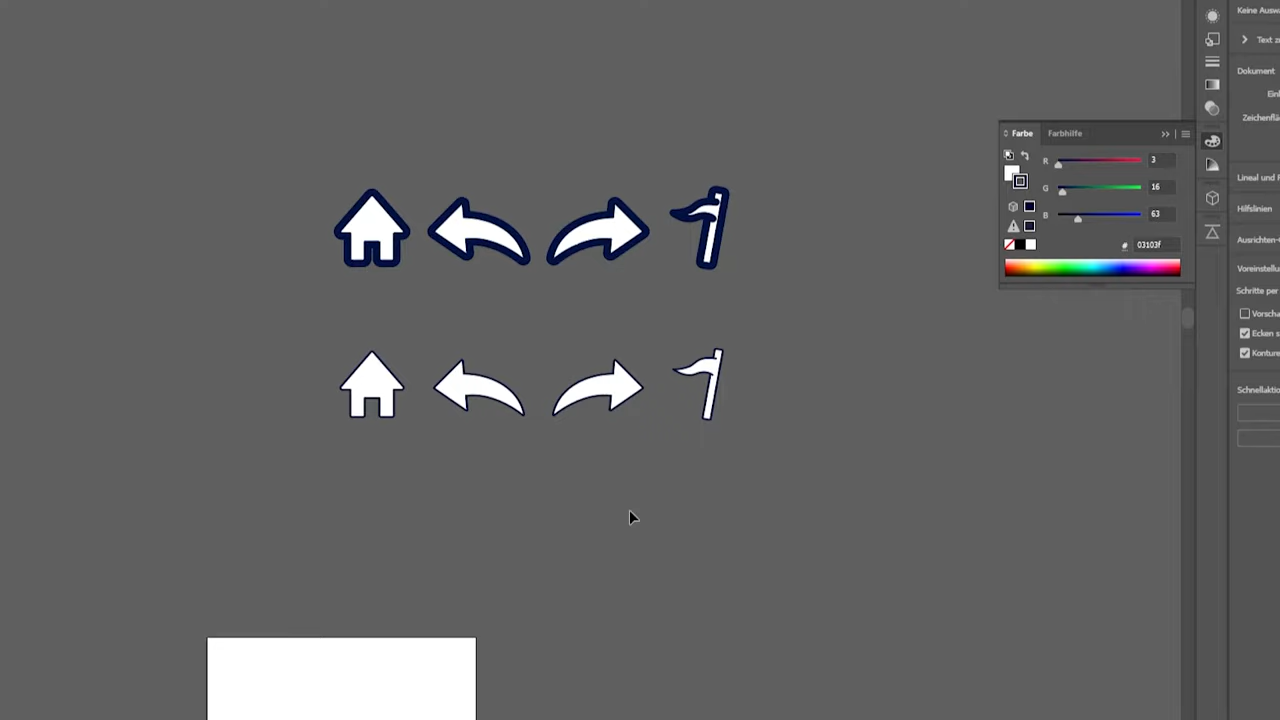 Keine Ausw
Text z
Dokument
Einl
Zeichenflä
Farbe
Farbhilfe
R
3
G
16
B
63
#
03103f
Lineal und F
Hilfslinien
Ausrichten
Voreinstellu
Schritte per
Vorscha
Ecken s
Konture
Schnellaktio